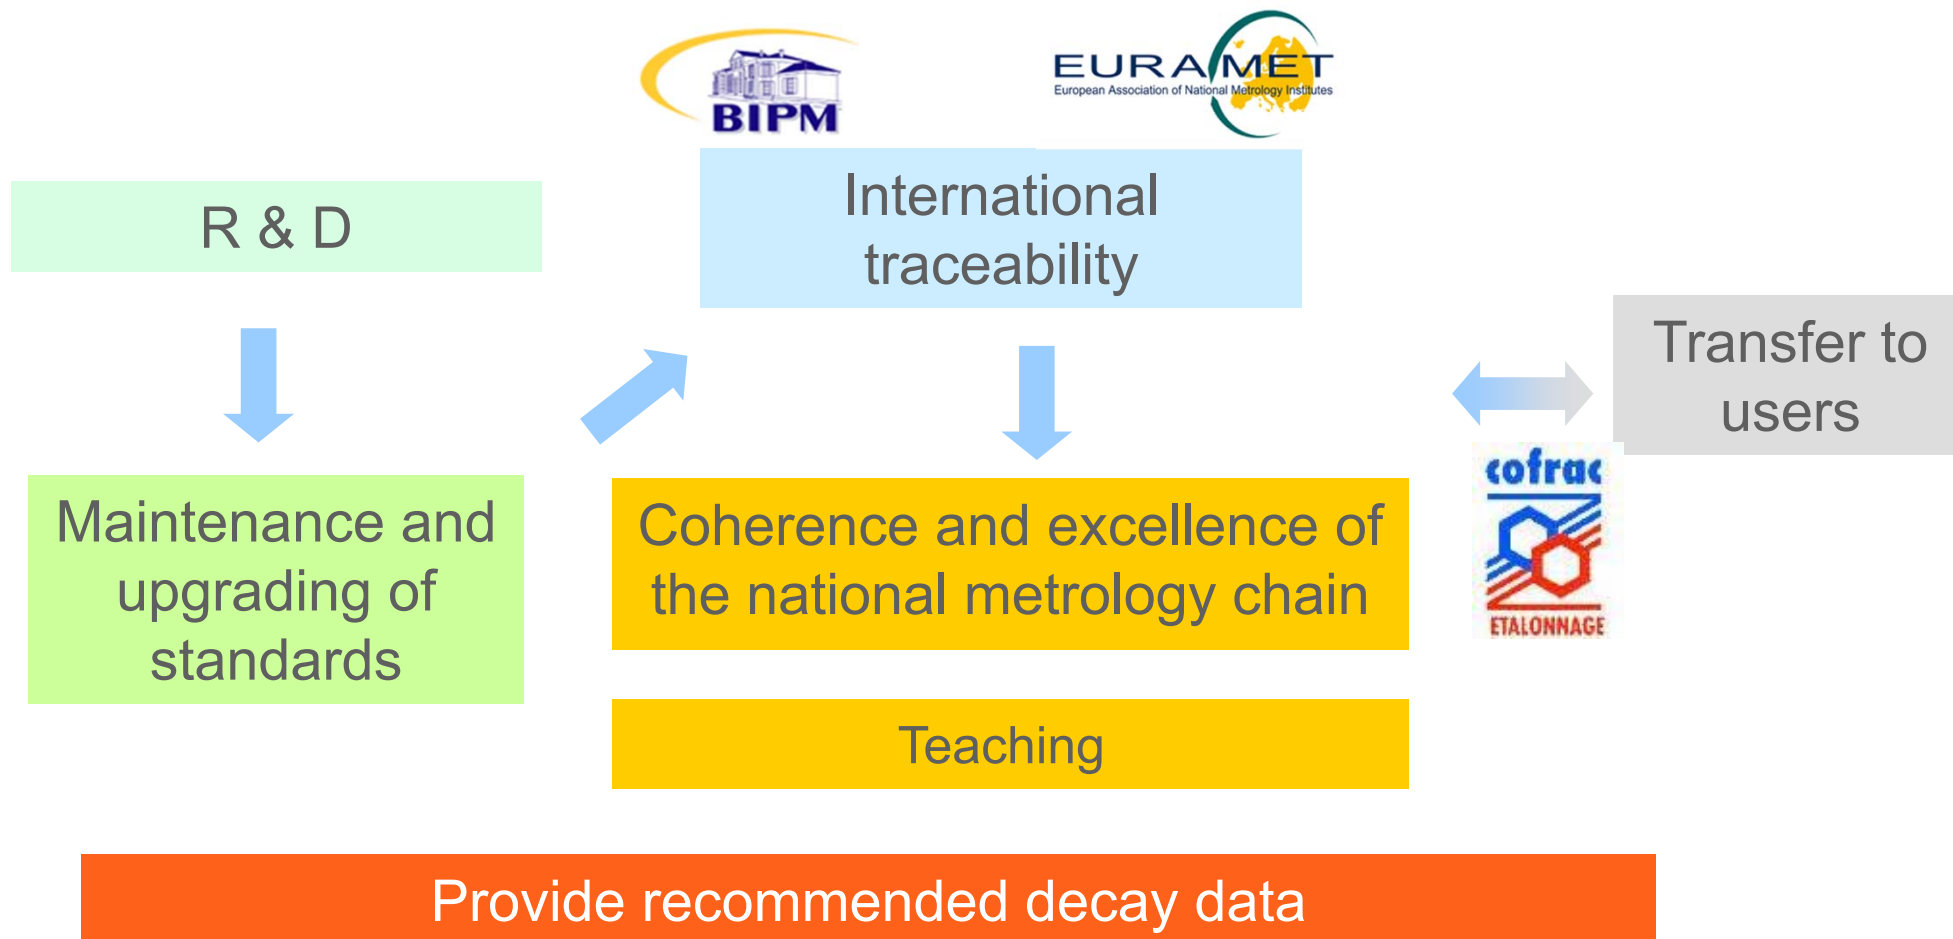 BIPM
EURAMET
European Association of National Metrology Institutes
R & D
International
traceability
Transfer to
users
cofrac
ETALONNAGE
Maintenance and
upgrading of
standards
Coherence and excellence of
the national metrology chain
Teaching
Provide recommended decay data